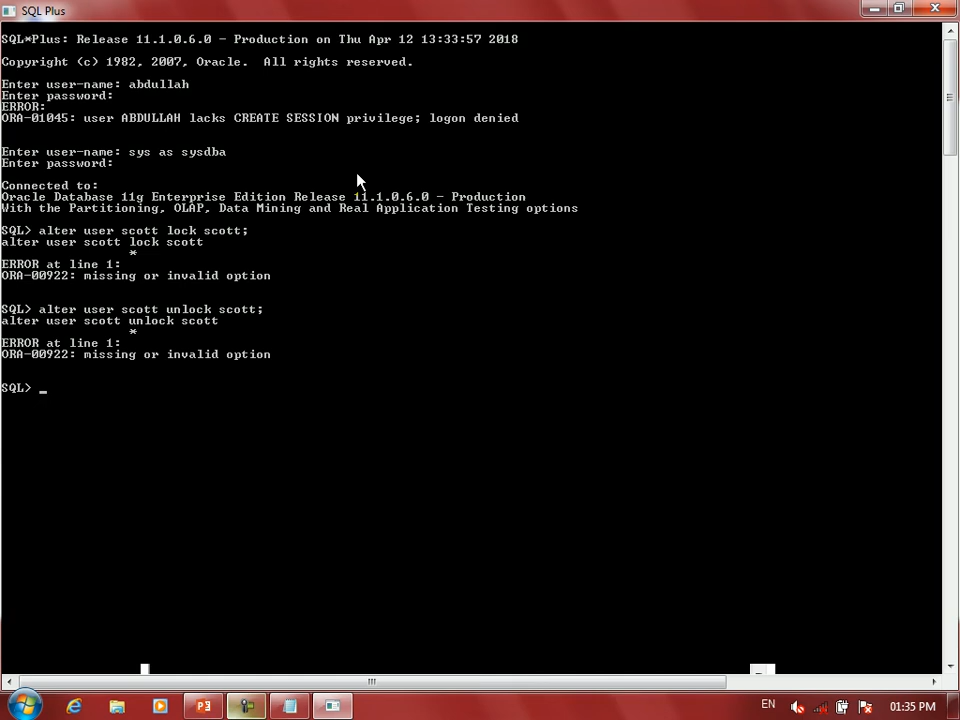 SQL Plus
SQL*Plus: Release 11.1.0.6.0 - Production on Thu Apr 12 13:33:57 2018
Copyright (c) 1982, 2007, Oracle.  All rights reserved.
Enter user-name: abdullah
Enter password:
ERROR:
ORA-01045: user ABDULLAH lacks CREATE SESSION privilege; logon denied
Enter user-name: sys as sysdba
Enter password:
Connected to:
Oracle Database 11g Enterprise Edition Release 11.1.0.6.0 - Production
With the Partitioning, OLAP, Data Mining and Real Application Testing options
SQL> alter user scott lock scott;
alter user scott lock scott
*
ERROR at line 1:
ORA-00922: missing or invalid option
SQL> alter user scott unlock scott;
alter user scott unlock scott
*
ERROR at line 1:
ORA-00922: missing or invalid option
SQL> _
EN
01:35 PM